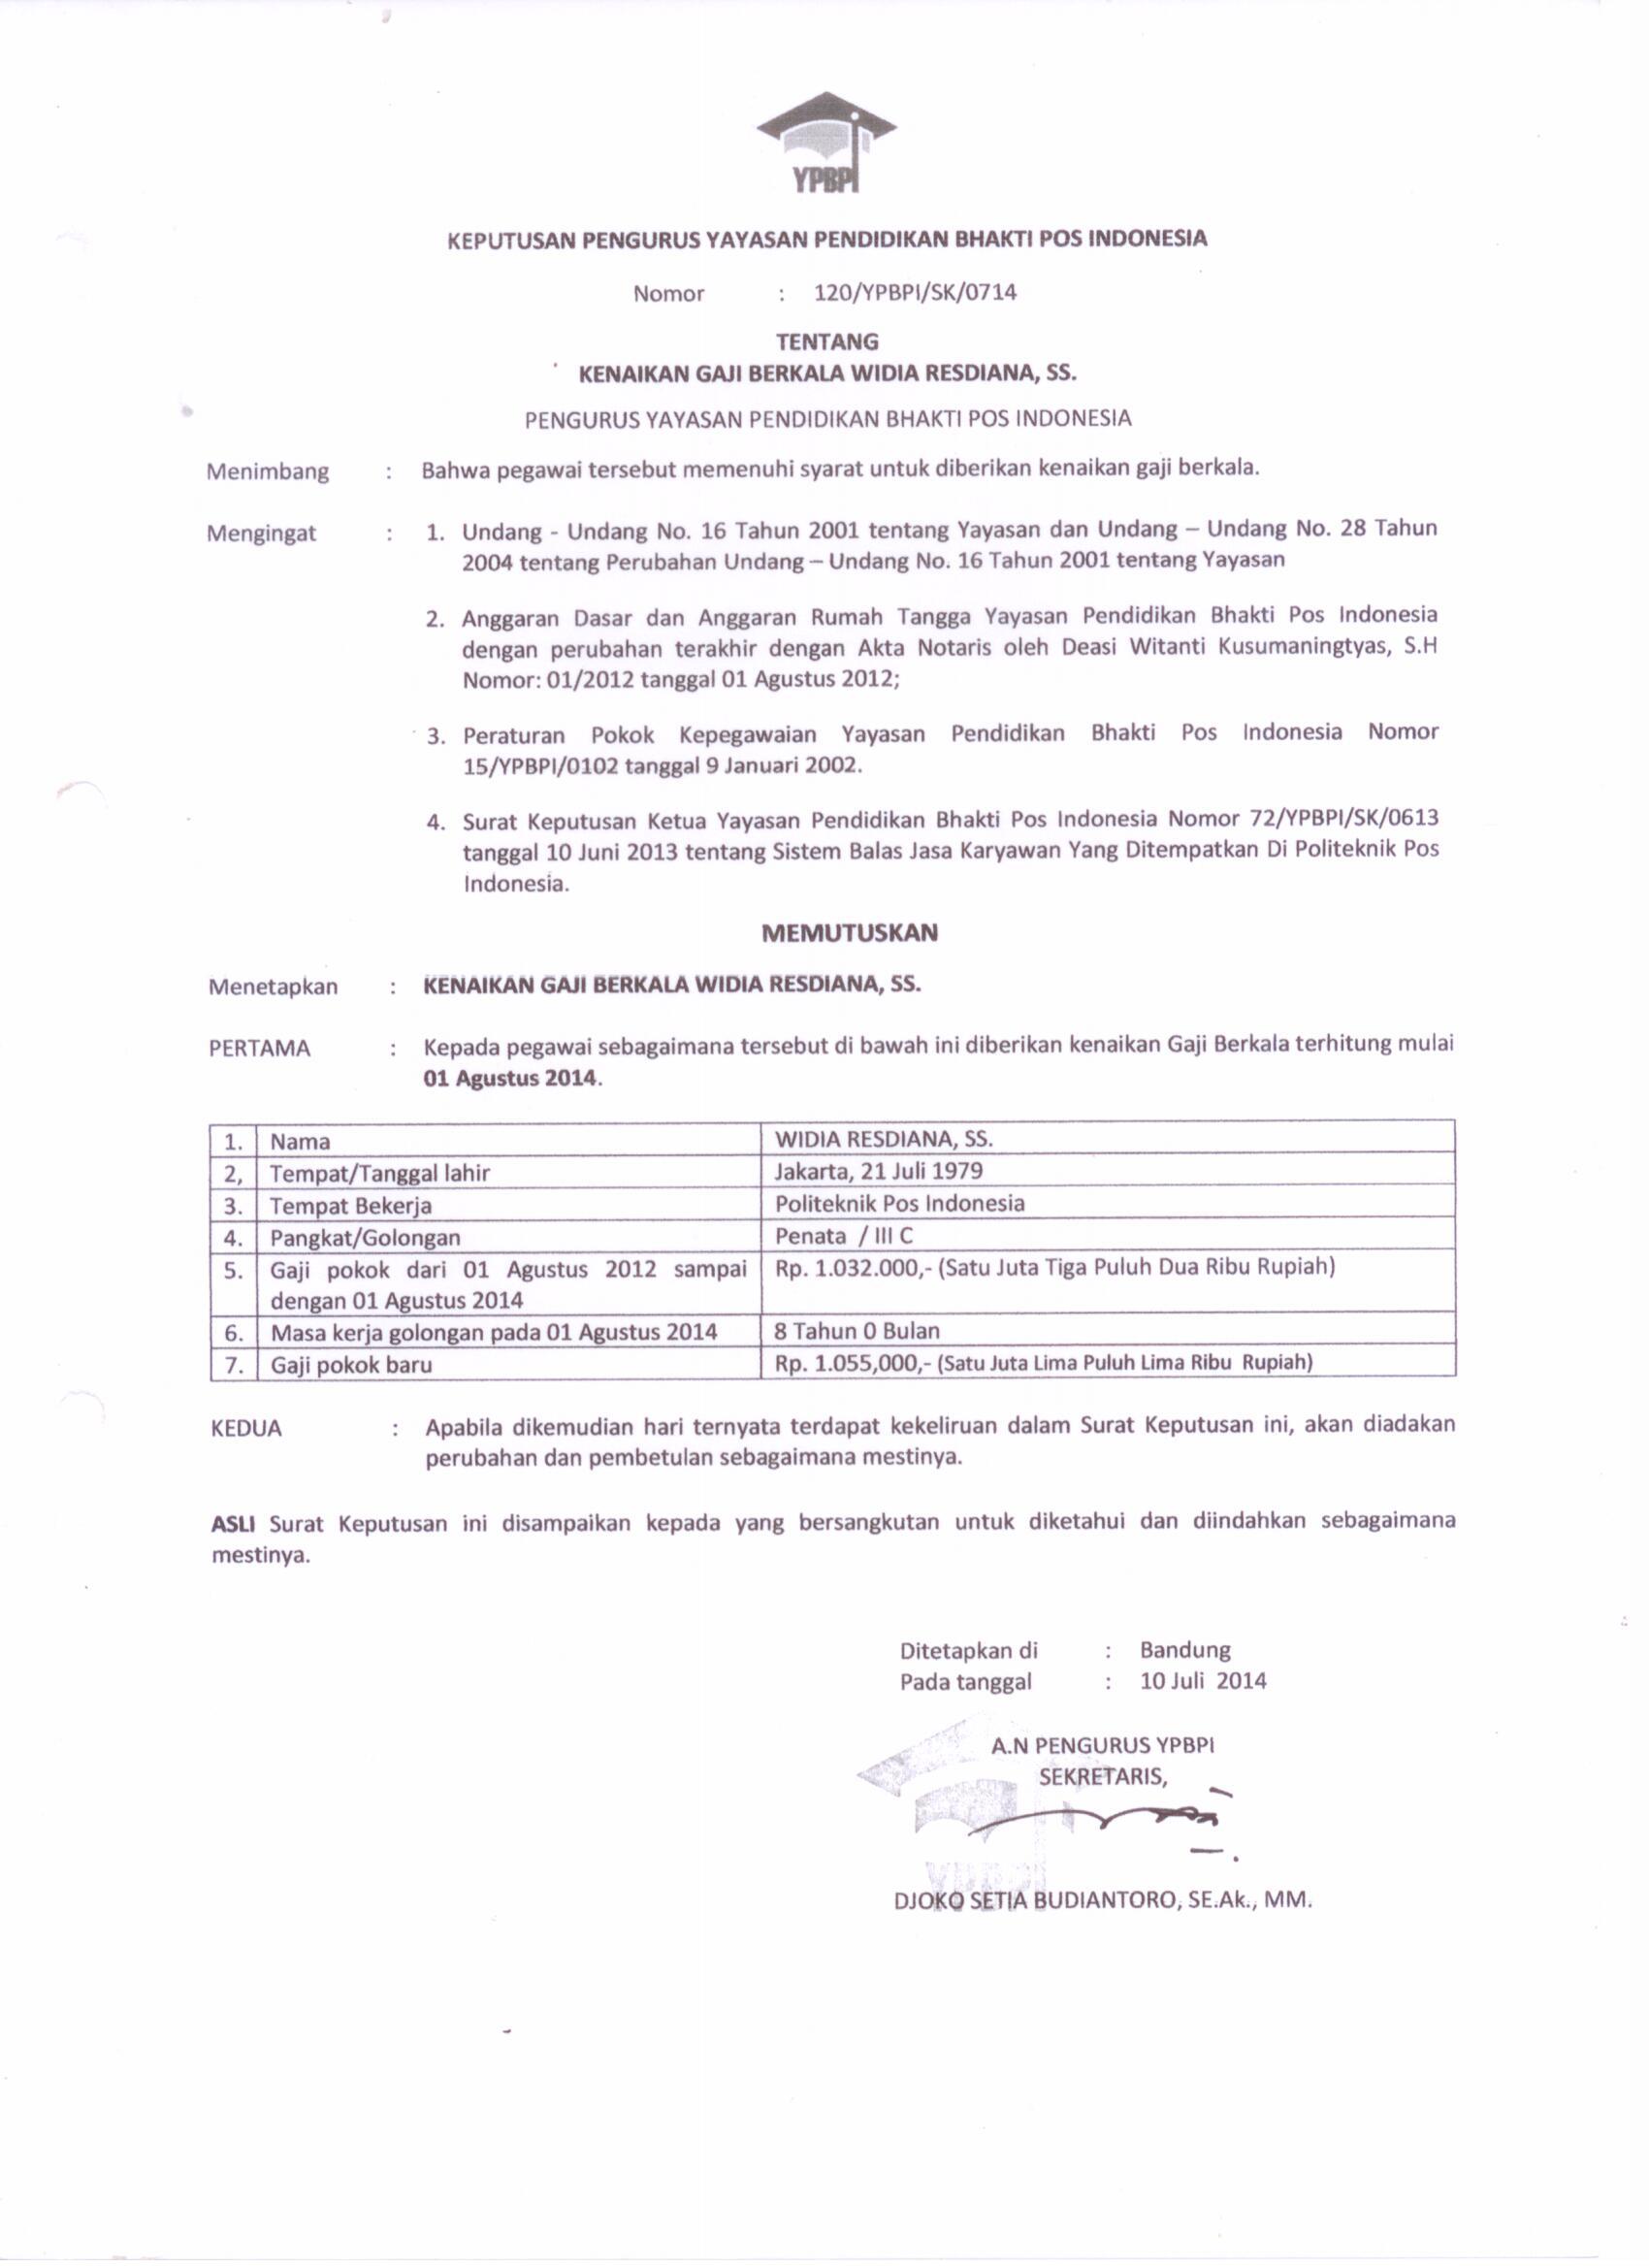 YPBPI
KEPUTUSAN PENGURUS YAYASAN PENDIDIKAN BHAKTI POS INDONESIA
Nomor : 120/YPBPI/SK/0714
TENTANG
KENAIKAN GAJI BERKALA WIDIA RESDIANA, SS.
PENGURUS YAYASAN PENDIDIKAN BHAKTI POS INDONESIA
Menimbang : Bahwa pegawai tersebut memenuhi syarat untuk diberikan kenaikan gaji berkala.
Mengingat : 1. Undang - Undang No. 16 Tahun 2001 tentang Yayasan dan Undang – Undang No. 28 Tahun
2004 tentang Perubahan Undang – Undang No. 16 Tahun 2001 tentang Yayasan
2. Anggaran Dasar dan Anggaran Rumah Tangga Yayasan Pendidikan Bhakti Pos Indonesia
dengan perubahan terakhir dengan Akta Notaris oleh Deasi Witanti Kusumaningtyas, S.H
Nomor: 01/2012 tanggal 01 Agustus 2012;
3. Peraturan Pokok Kepegawaian Yayasan Pendidikan Bhakti Pos Indonesia Nomor
15/YPBPI/0102 tanggal 9 Januari 2002.
4. Surat Keputusan Ketua Yayasan Pendidikan Bhakti Pos Indonesia Nomor 72/YPBPI/SK/0613
tanggal 10 Juni 2013 tentang Sistem Balas Jasa Karyawan Yang Ditempatkan Di Politeknik Pos
Indonesia.
MEMUTUSKAN
Menetapkan : KENAIKAN GAJI BERKALA WIDIA RESDIANA, SS.
PERTAMA : Kepada pegawai sebagaimana tersebut di bawah ini diberikan kenaikan Gaji Berkala terhitung mulai
01 Agustus 2014.
1. Nama WIDIA RESDIANA, SS.
2, Tempat/Tanggal lahir Jakarta, 21 Juli 1979
3. Tempat Bekerja Politeknik Pos Indonesia
4. Pangkat/Golongan Penata / III C
5. Gaji pokok dari 01 Agustus 2012 sampai Rp. 1.032.000,- (Satu Juta Tiga Puluh Dua Ribu Rupiah)
dengan 01 Agustus 2014
6. Masa kerja golongan pada 01 Agustus 2014 8 Tahun 0 Bulan
7. Gaji pokok baru Rp. 1.055,000,- (Satu Juta Lima Puluh Lima Ribu Rupiah)
KEDUA : Apabila dikemudian hari ternyata terdapat kekeliruan dalam Surat Keputusan ini, akan diadakan
perubahan dan pembetulan sebagaimana mestinya.
ASLI Surat Keputusan ini disampaikan kepada yang bersangkutan untuk diketahui dan diindahkan sebagaimana
mestinya.
Ditetapkan di : Bandung
Pada tanggal : 10 Juli 2014
A.N PENGURUS YPBPI
SEKRETARIS,
YPBPI
DJOKO SETIA BUDIANTORO, SE.Ak., MM.